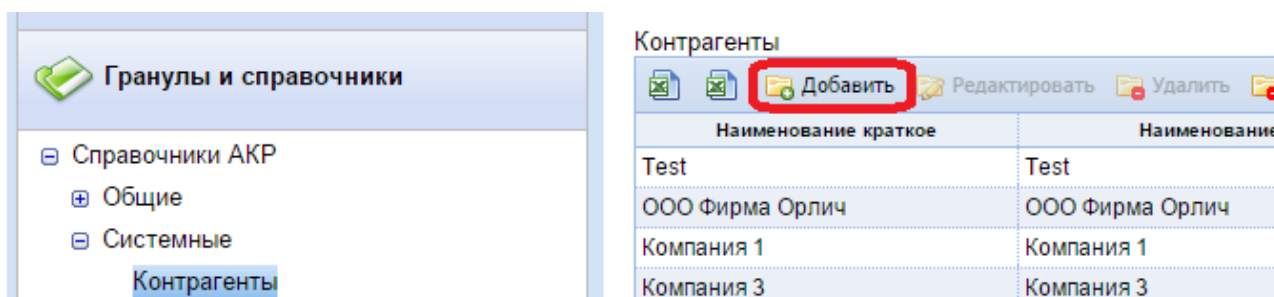 Гранулы и справочники
Справочники АКР
Общие
Системные
Контрагенты
Контрагенты
Добавить Редактировать Удалить
Наименование краткое Наименование
Test Test
ООО Фирма Орлич ООО Фирма Орлич
Компания 1 Компания 1
Компания 3 Компания 3